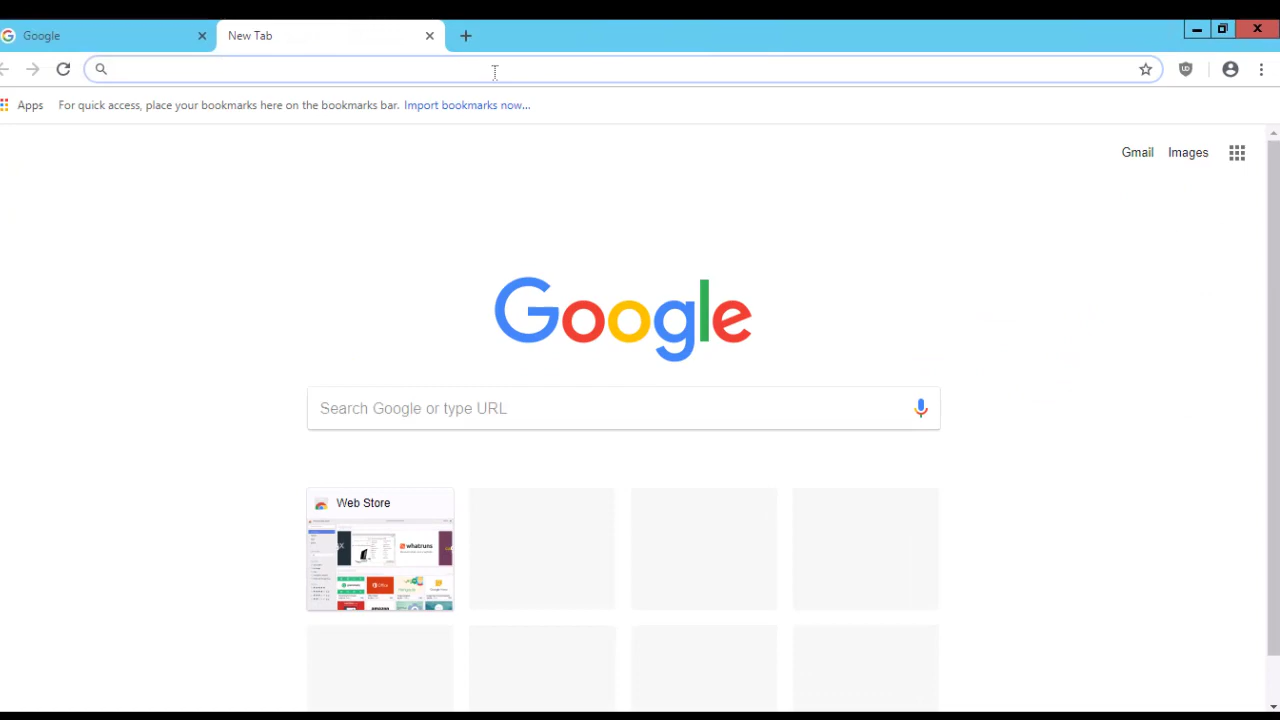 Google
New Tab
Apps
For quick access, place your bookmarks here on the bookmarks bar. Import bookmarks now...
Gmail
Images
Google
Search Google or type URL
Web Store
whatruns